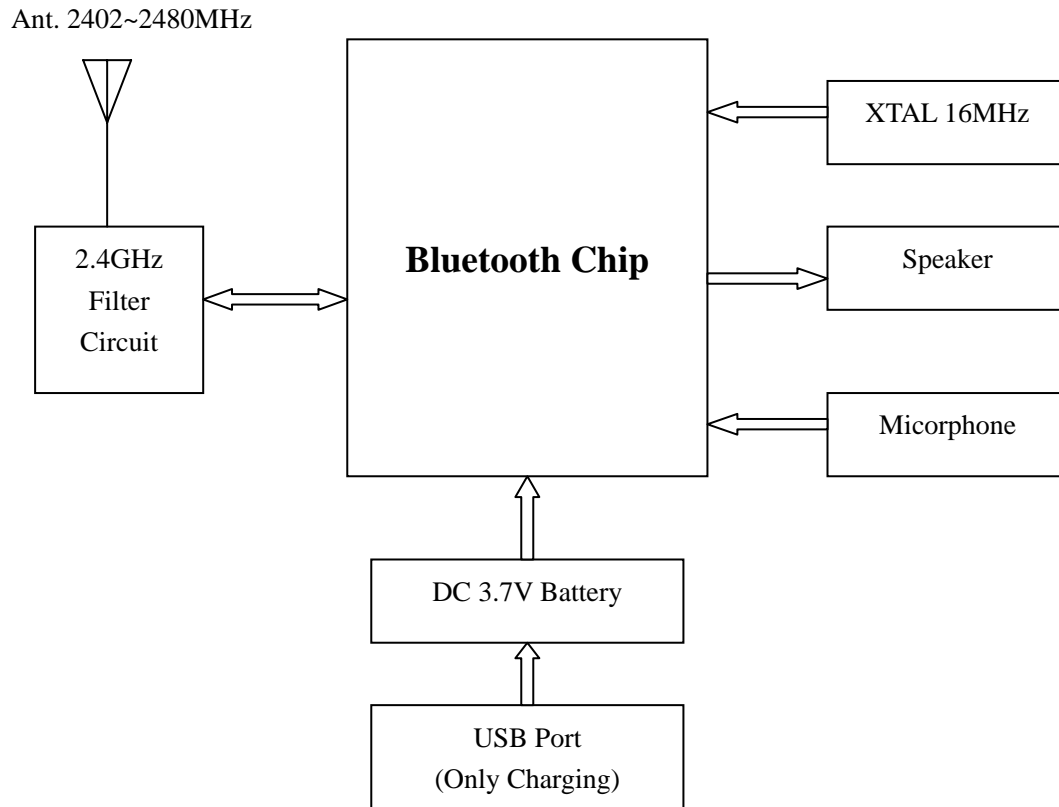 Ant. 2402~2480MHz
XTAL 16MHz
2.4GHz
Filter
Circuit
Bluetooth Chip
Speaker
Micorphone
DC 3.7V Battery
USB Port
(Only Charging)